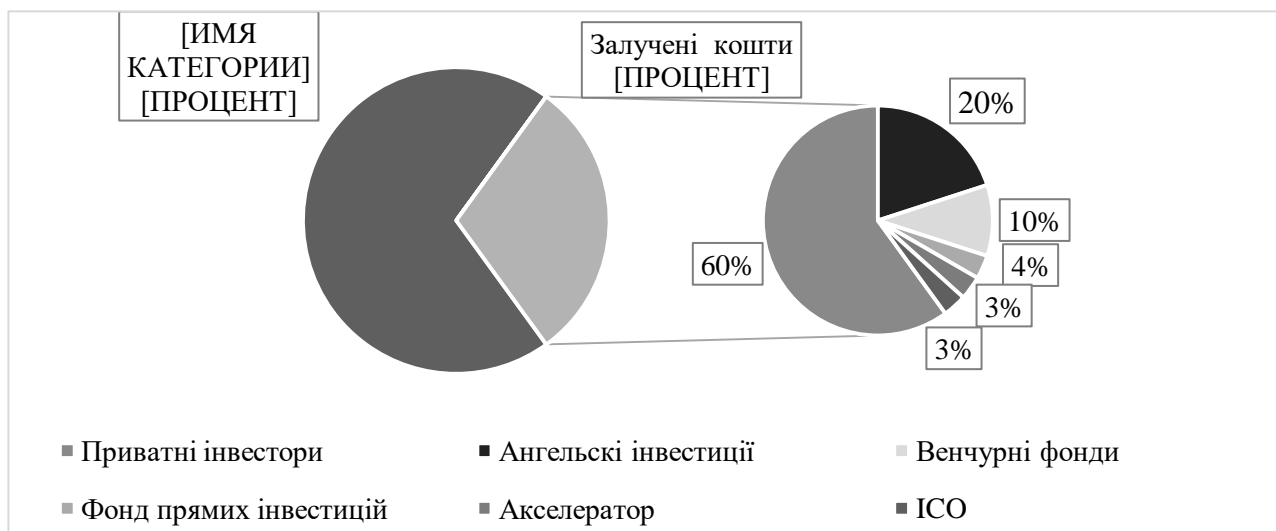 [ИМЯ
КАТЕГОРИИ]
[ПРОЦЕНТ]
Залучені кошти
[ПРОЦЕНТ]
20%
10%
4%
3%
3%
60%
Приватні інвестори
Ангельскі інвестиції
Венчурні фонди
Фонд прямих інвестицій
Акселератор
ICO